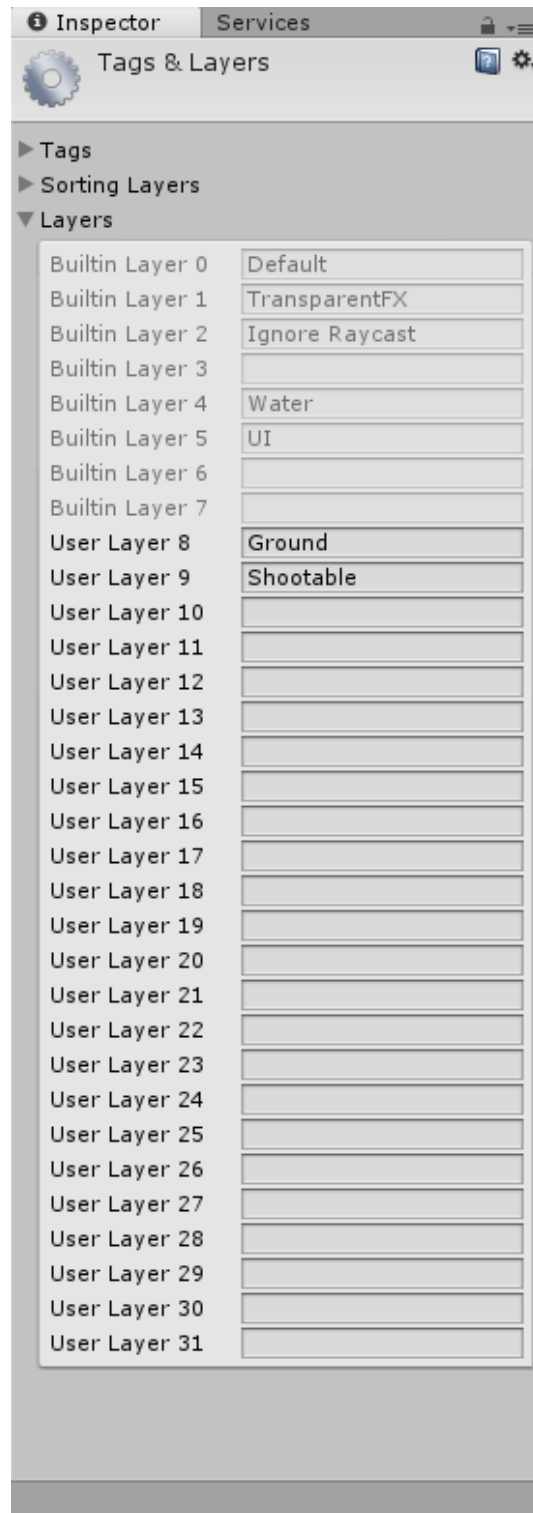 Inspector Services
Tags & Layers
Tags
Sorting Layers
Layers
Builtin Layer 0 Default
Builtin Layer 1 TransparentFX
Builtin Layer 2 Ignore Raycast
Builtin Layer 3
Builtin Layer 4 Water
Builtin Layer 5 UI
Builtin Layer 6
Builtin Layer 7
User Layer 8 Ground
User Layer 9 Shootable
User Layer 10
User Layer 11
User Layer 12
User Layer 13
User Layer 14
User Layer 15
User Layer 16
User Layer 17
User Layer 18
User Layer 19
User Layer 20
User Layer 21
User Layer 22
User Layer 23
User Layer 24
User Layer 25
User Layer 26
User Layer 27
User Layer 28
User Layer 29
User Layer 30
User Layer 31